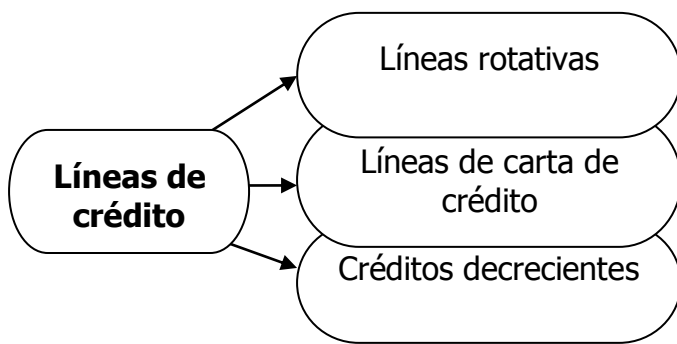 Líneas rotativas
Líneas de
crédito
Líneas de carta de
crédito
Créditos decrecientes